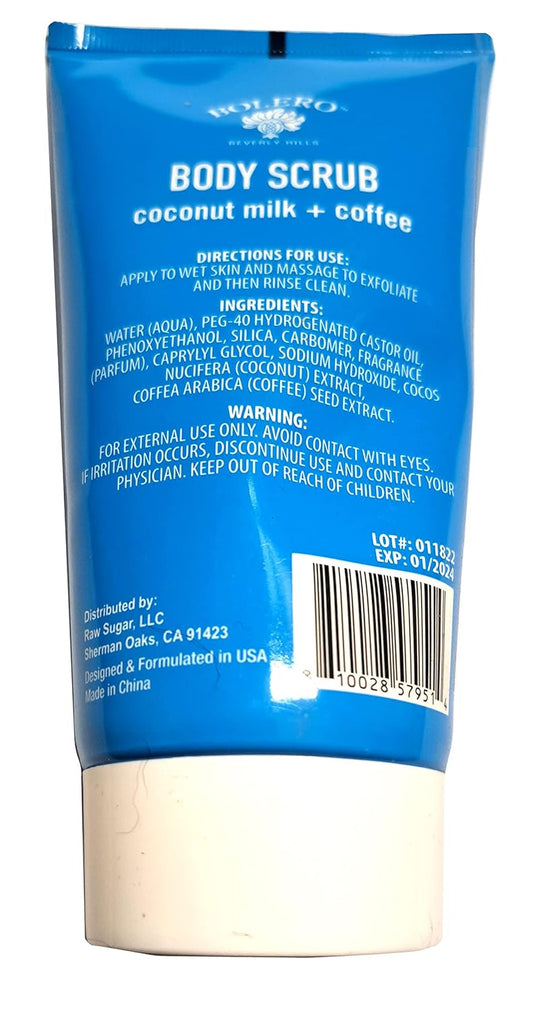 BOLERO™
BEVERLY HILLS
BODY SCRUB
coconut milk + coffee
DIRECTIONS FOR USE:
APPLY TO WET SKIN AND MASSAGE TO EXFOLIATE
AND THEN RINSE CLEAN.
INGREDIENTS:
WATER (AQUA), PEG-40 HYDROGENATED CASTOR OIL,
PHENOXYETHANOL, SILICA, CARBOMER, FRAGRANCE
(PARFUM), CAPRYLYL GLYCOL, SODIUM HYDROXIDE, COCOS
NUCIFERA (COCONUT) EXTRACT,
COFFEA ARABICA (COFFEE) SEED EXTRACT.
WARNING:
FOR EXTERNAL USE ONLY. AVOID CONTACT WITH EYES.
IF IRRITATION OCCURS, DISCONTINUE USE AND CONTACT YOUR
PHYSICIAN. KEEP OUT OF REACH OF CHILDREN.
LOT#: 011822
EXP: 01/2024
Distributed by:
Raw Sugar, LLC
Sherman Oaks, CA 91423
Designed & Formulated in USA
Made in China
8 10028 57951 4